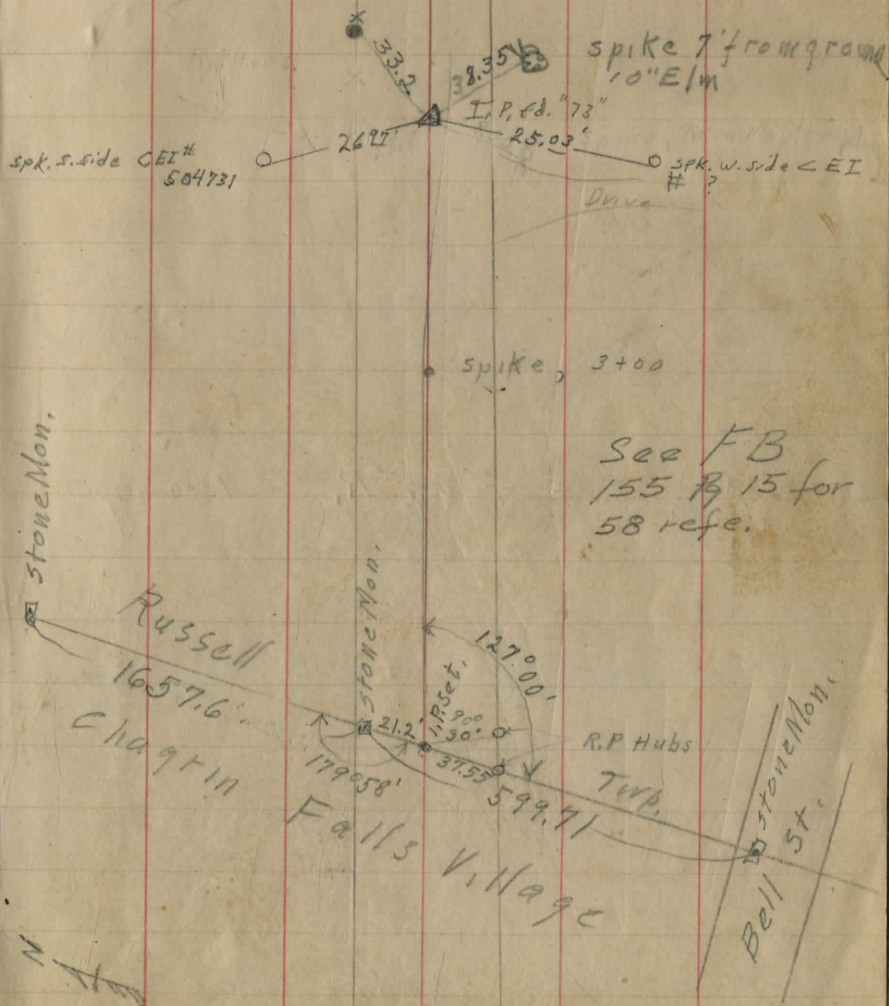 33.2
38.35
spike 7' from ground
10" Elm
I.P. fd. "73"
26.97'
25.03'
spk. s. side CEI#
504731
spk. w. side CEI
# ?
Drive
spike, 3+00
See FB
155 Pg 15 for
58 refe.
stone Mon.
stone Mon.
Russell
1657.6'
Chagrin
127°00'
I.P. Set.
21.2'
90°
30°
179°58'
37.55
R.P Hubs
Twp.
599.71
Falls Village
stone Mon.
Bell St.
N